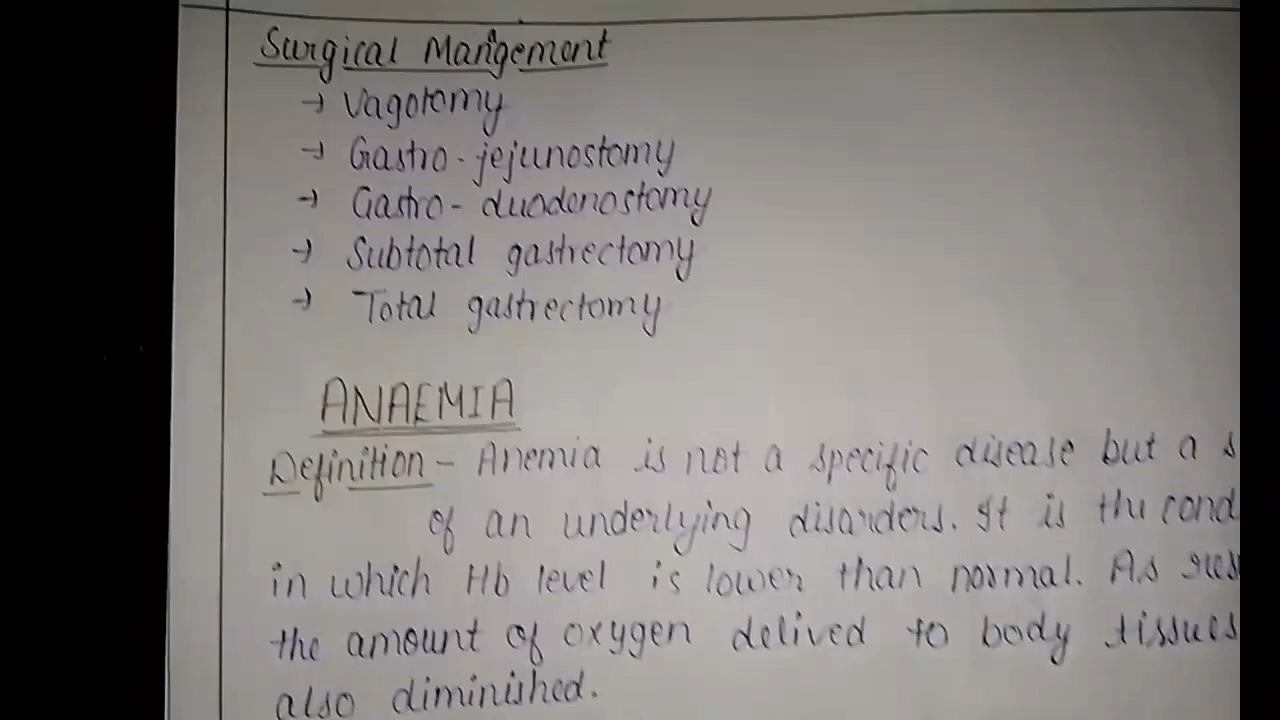 Surgical Mangement
→ Vagotomy
→ Gastro - jejunostomy
→ Gastro - duodenostomy
→ Subtotal gastrectomy
→ Total gastrectomy
ANAEMIA
Definition - Anemia is not a specific disease but a
of an underlying disorders. It is the
in which Hb level is lower than normal. As
the amount of oxygen delived to body tissues
also diminished.